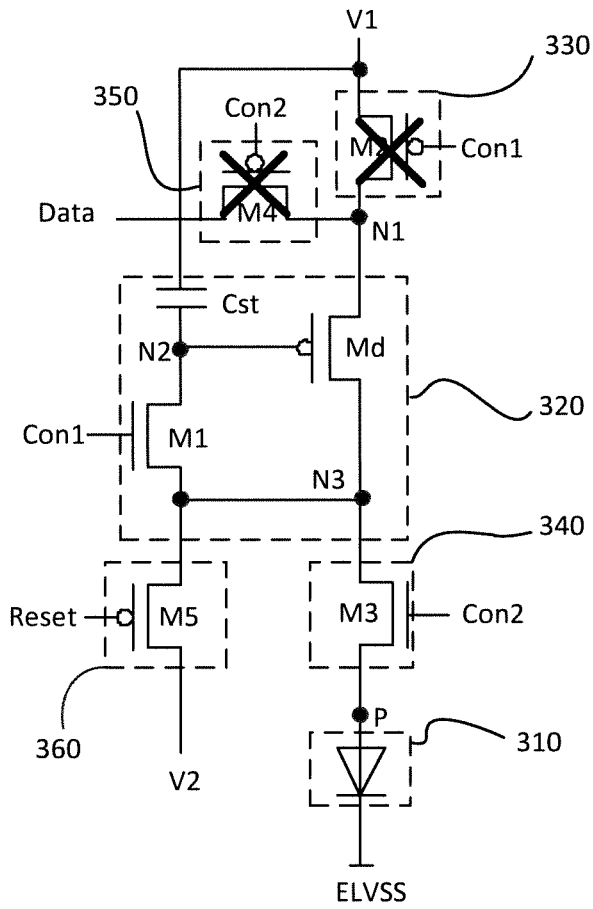 V1
330
350
Con2
M2
Con1
Data
M4
N1
Cst
N2
Md
Con1
M1
320
N3
340
Reset
M5
M3
Con2
P
310
360
V2
ELVSS